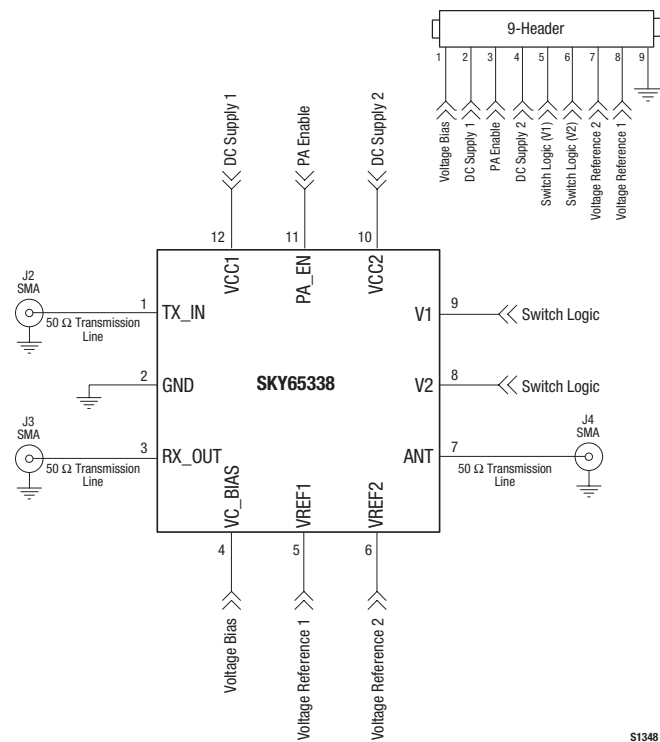 9-Header
1 2 3 4 5 6 7 8 9
Voltage Bias
DC Supply 1
PA Enable
DC Supply 2
Switch Logic (V1)
Switch Logic (V2)
Voltage Reference 2
Voltage Reference 1
DC Supply 1
PA Enable
DC Supply 2
12 11 10
VCC1
PA_EN
VCC2
J2
SMA
50 Ω Transmission
Line
1
TX_IN
V1
9
Switch Logic
2
GND
SKY65338
V2
8
Switch Logic
J3
SMA
50 Ω Transmission
Line
3
RX_OUT
ANT
7
50 Ω Transmission
Line
J4
SMA
VC_BIAS
VREF1
VREF2
4 5 6
Voltage Bias
Voltage Reference 1
Voltage Reference 2
S1348